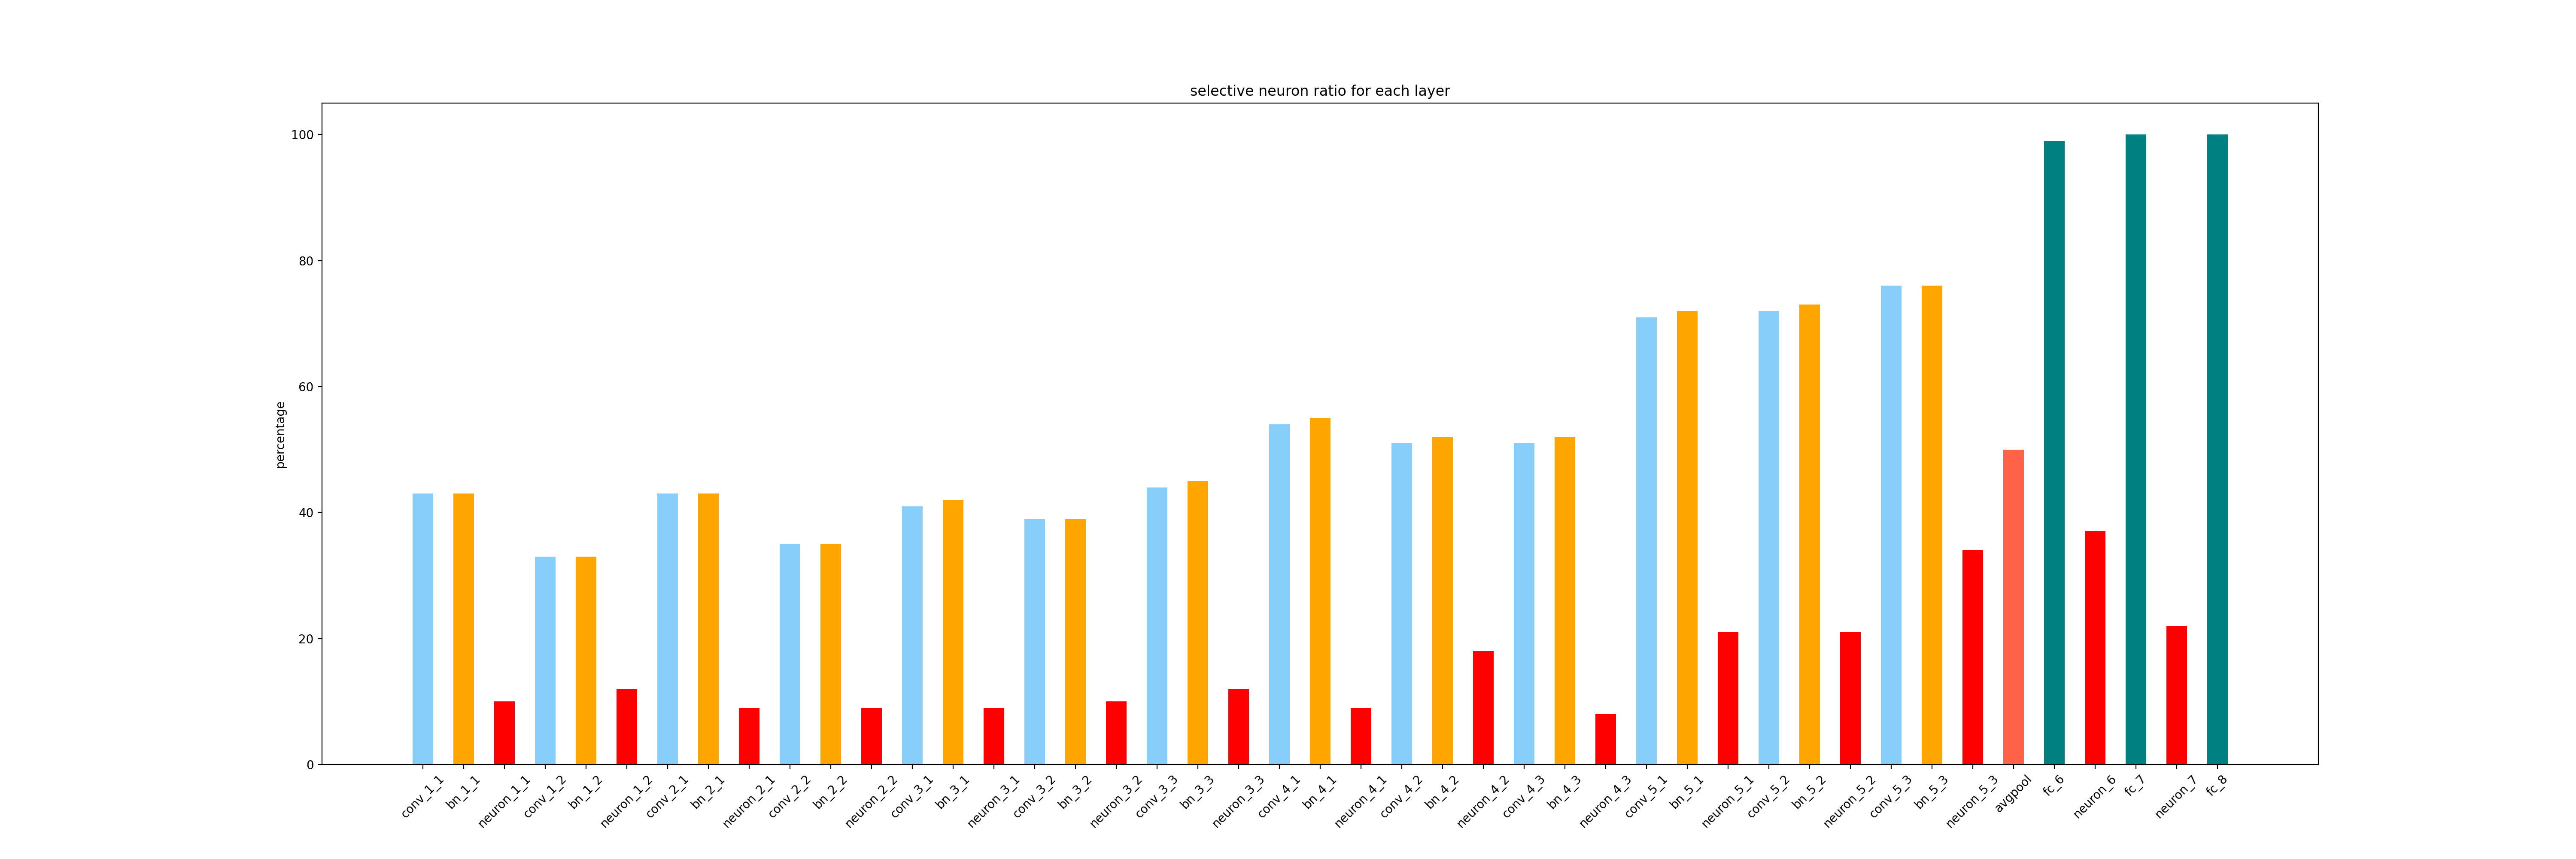 selective neuron ratio for each layer
percentage
100
80
60
40
20
0
conv_1_1
bn_1_1
neuron_1_1
conv_1_2
bn_1_2
neuron_1_2
conv_2_1
bn_2_1
neuron_2_1
conv_2_2
bn_2_2
neuron_2_2
conv_3_1
bn_3_1
neuron_3_1
conv_3_2
bn_3_2
neuron_3_2
conv_3_3
bn_3_3
neuron_3_3
conv_4_1
bn_4_1
neuron_4_1
conv_4_2
bn_4_2
neuron_4_2
conv_4_3
bn_4_3
neuron_4_3
conv_5_1
bn_5_1
neuron_5_1
conv_5_2
bn_5_2
neuron_5_2
conv_5_3
bn_5_3
neuron_5_3
avgpool
fc_6
neuron_6
fc_7
neuron_7
fc_8